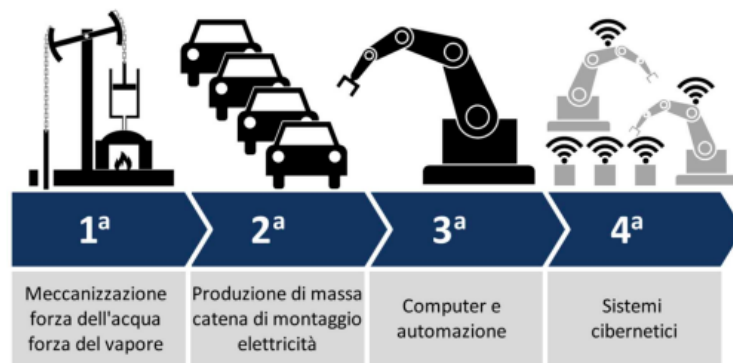 1ª
2ª
3ª
4ª
Meccanizzazione
forza dell'acqua
forza del vapore
Produzione di massa
catena di montaggio
elettricità
Computer e
automazione
Sistemi
cibernetici